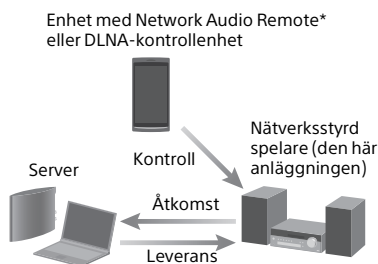 Enhet med Network Audio Remote*
eller DLNA-kontrollenhet
Nätverksstyrd
spelare (den här
anläggningen)
Kontroll
Server
Åtkomst
Leverans